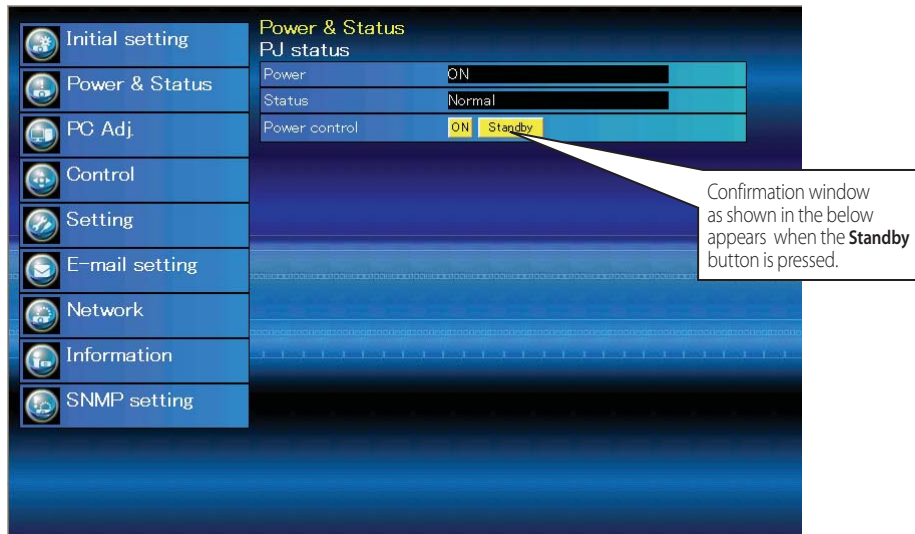 Initial setting
Power & Status
PC Adj.
Control
Setting
E-mail setting
Network
Information
SNMP setting
Power & Status
PJ status
Power ON
Status Normal
Power control ON Standby
Confirmation window
as shown in the below
appears when the Standby
button is pressed.